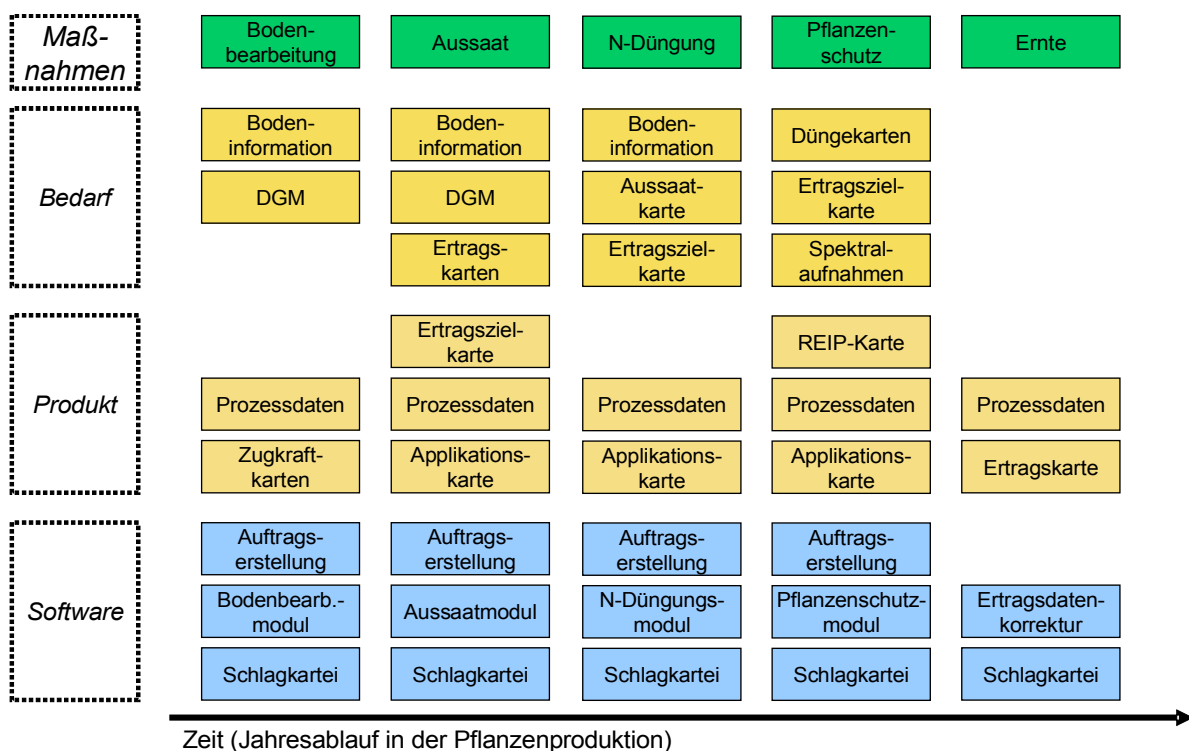 Maß-
nahmen
Boden-
bearbeitung
Aussaat
N-Düngung
Pflanzen-
schutz
Ernte
Bedarf
Boden-
information
Boden-
information
Boden-
information
Düngekarten
DGM
DGM
Aussaat-
karte
Ertragsziel-
karte
Ertrags-
karten
Ertragsziel-
karte
Spektral-
aufnahmen
Produkt
Ertragsziel-
karte
REIP-Karte
Prozessdaten
Prozessdaten
Prozessdaten
Prozessdaten
Prozessdaten
Zugkraft-
karten
Applikations-
karte
Applikations-
karte
Applikations-
karte
Ertragskarte
Software
Auftrags-
erstellung
Auftrags-
erstellung
Auftrags-
erstellung
Auftrags-
erstellung
Bodenbearb.-
modul
Aussaatmodul
N-Düngungs-
modul
Pflanzenschutz-
modul
Ertragsdaten-
korrektur
Schlagkartei
Schlagkartei
Schlagkartei
Schlagkartei
Schlagkartei
Zeit (Jahresablauf in der Pflanzenproduktion)